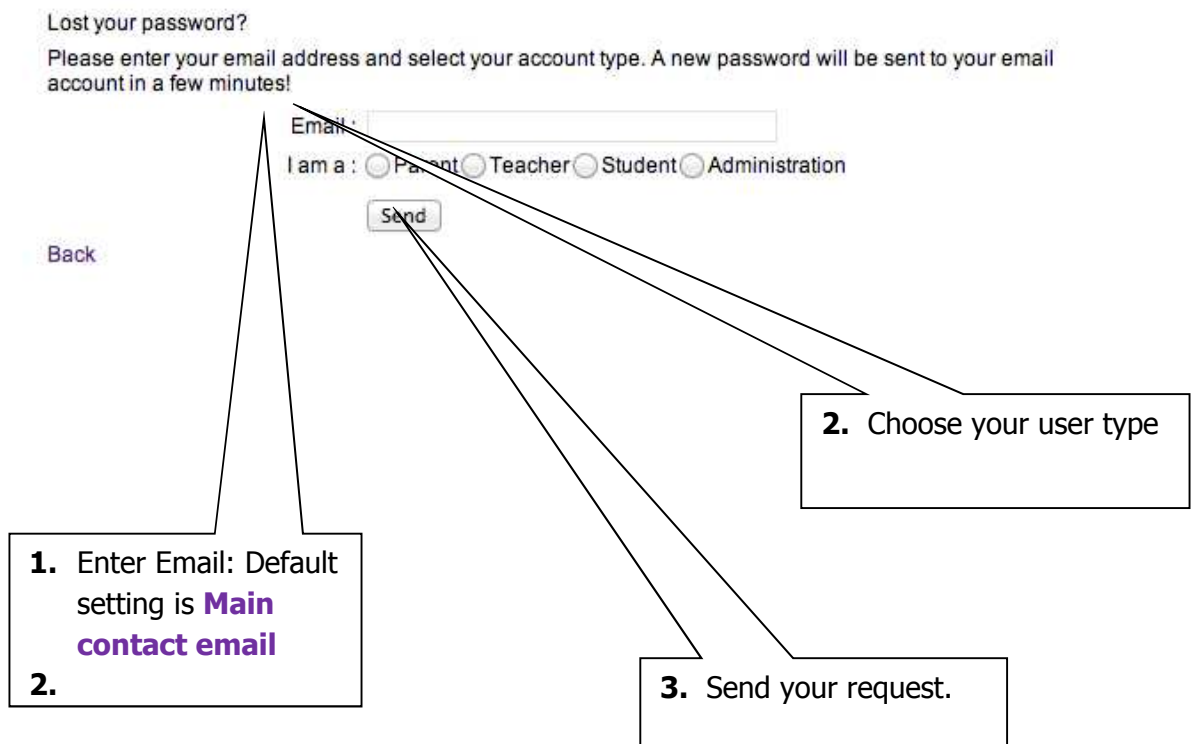 Lost your password?
Please enter your email address and select your account type. A new password will be sent to your email
account in a few minutes!
Email :
I am a : Parent Teacher Student Administration
Send
Back
2. Choose your user type
1. Enter Email: Default
setting is Main
contact email
2.
3. Send your request.